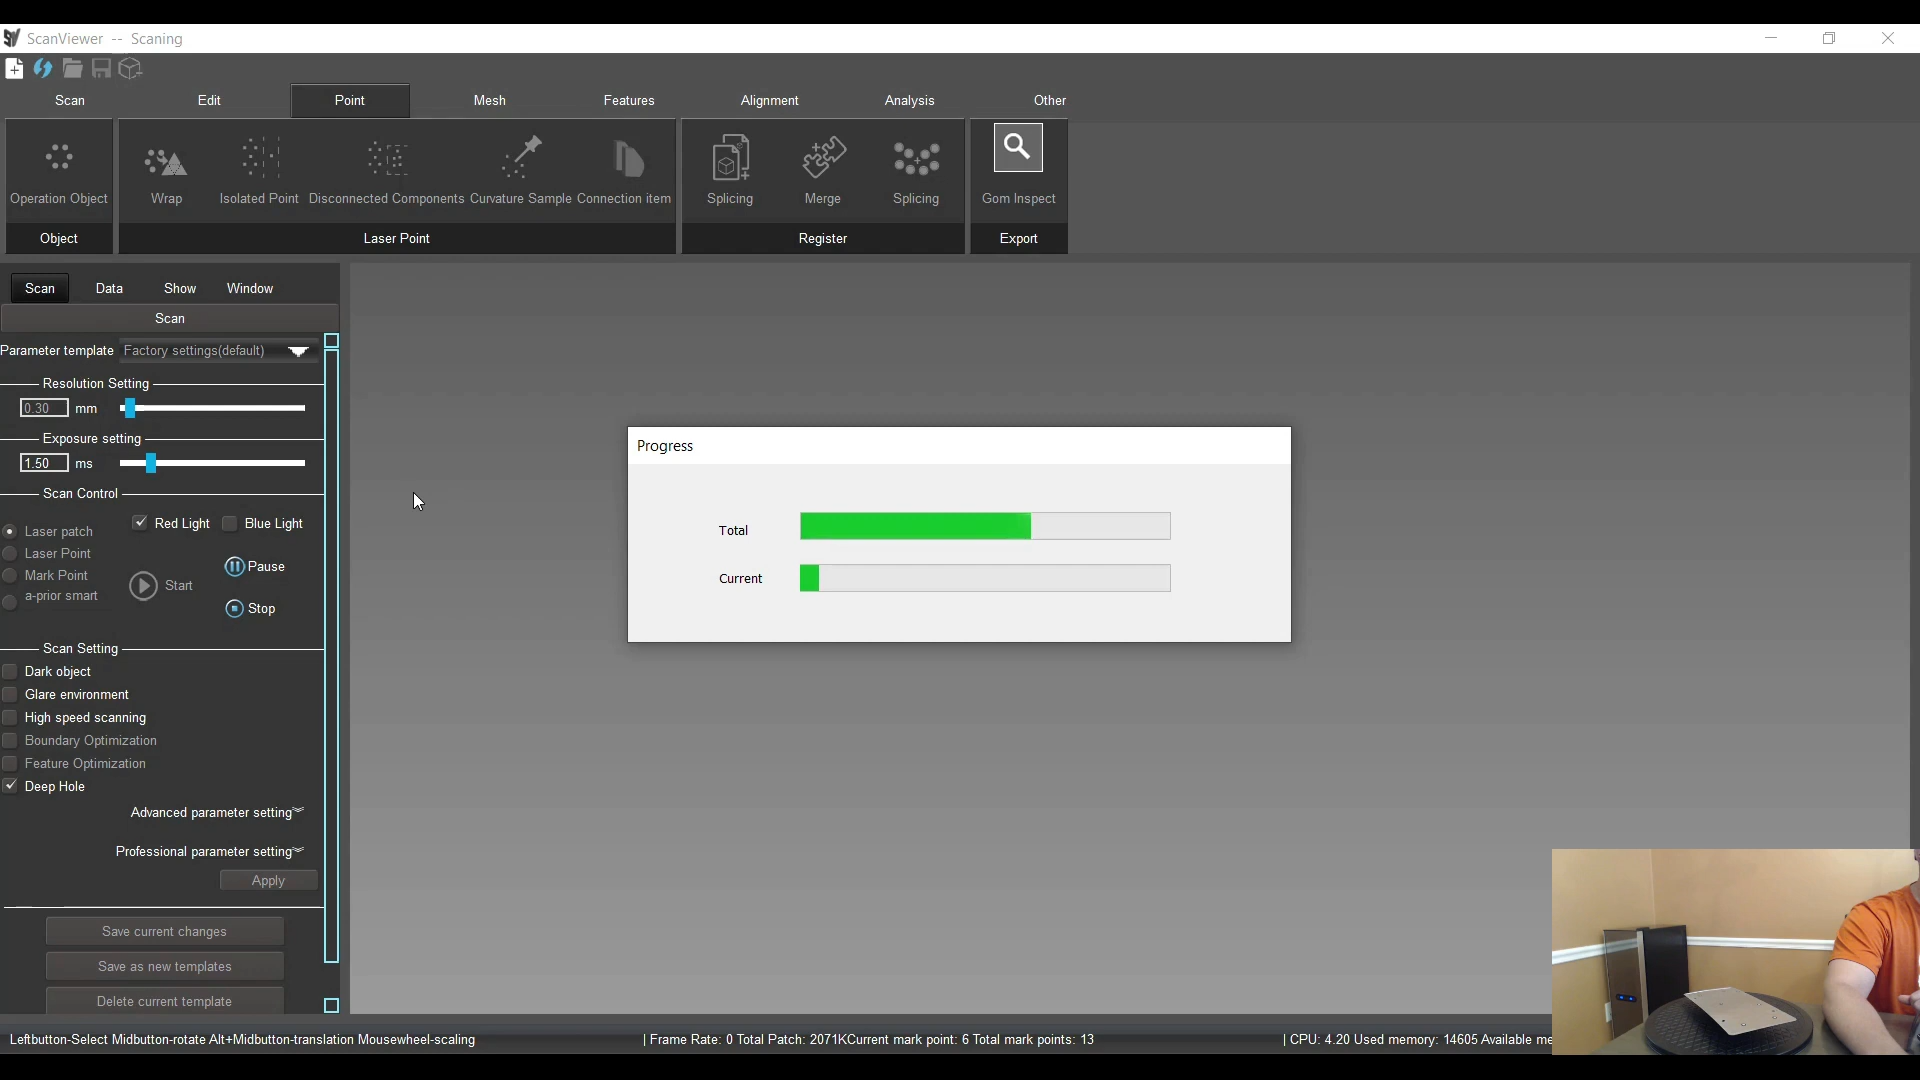 ScanViewer -- Scaning
Scan Edit Point Mesh Features Alignment Analysis Other
Operation Object Wrap Isolated Point Disconnected Components Curvature Sample Connection item Splicing Merge Splicing Gom Inspect
Object Laser Point Register Export
Scan Data Show Window
Scan
Parameter template Factory settings(default)
Resolution Setting
0.30 mm
Exposure setting
1.50 ms
Scan Control
Red Light Blue Light
Laser patch
Laser Point
Mark Point
a-prior smart
Start
Pause
Stop
Scan Setting
Dark object
Glare environment
High speed scanning
Boundary Optimization
Feature Optimization
Deep Hole
Advanced parameter setting
Professional parameter setting
Apply
Save current changes
Save as new templates
Delete current template
Progress
Total
Current
Leftbutton-Select Midbutton-rotate Alt+Midbutton-translation Mousewheel-scaling | Frame Rate: 0 Total Patch: 2071KCurrent mark point: 6 Total mark points: 13 | CPU: 4.20 Used memory: 14605 Available me